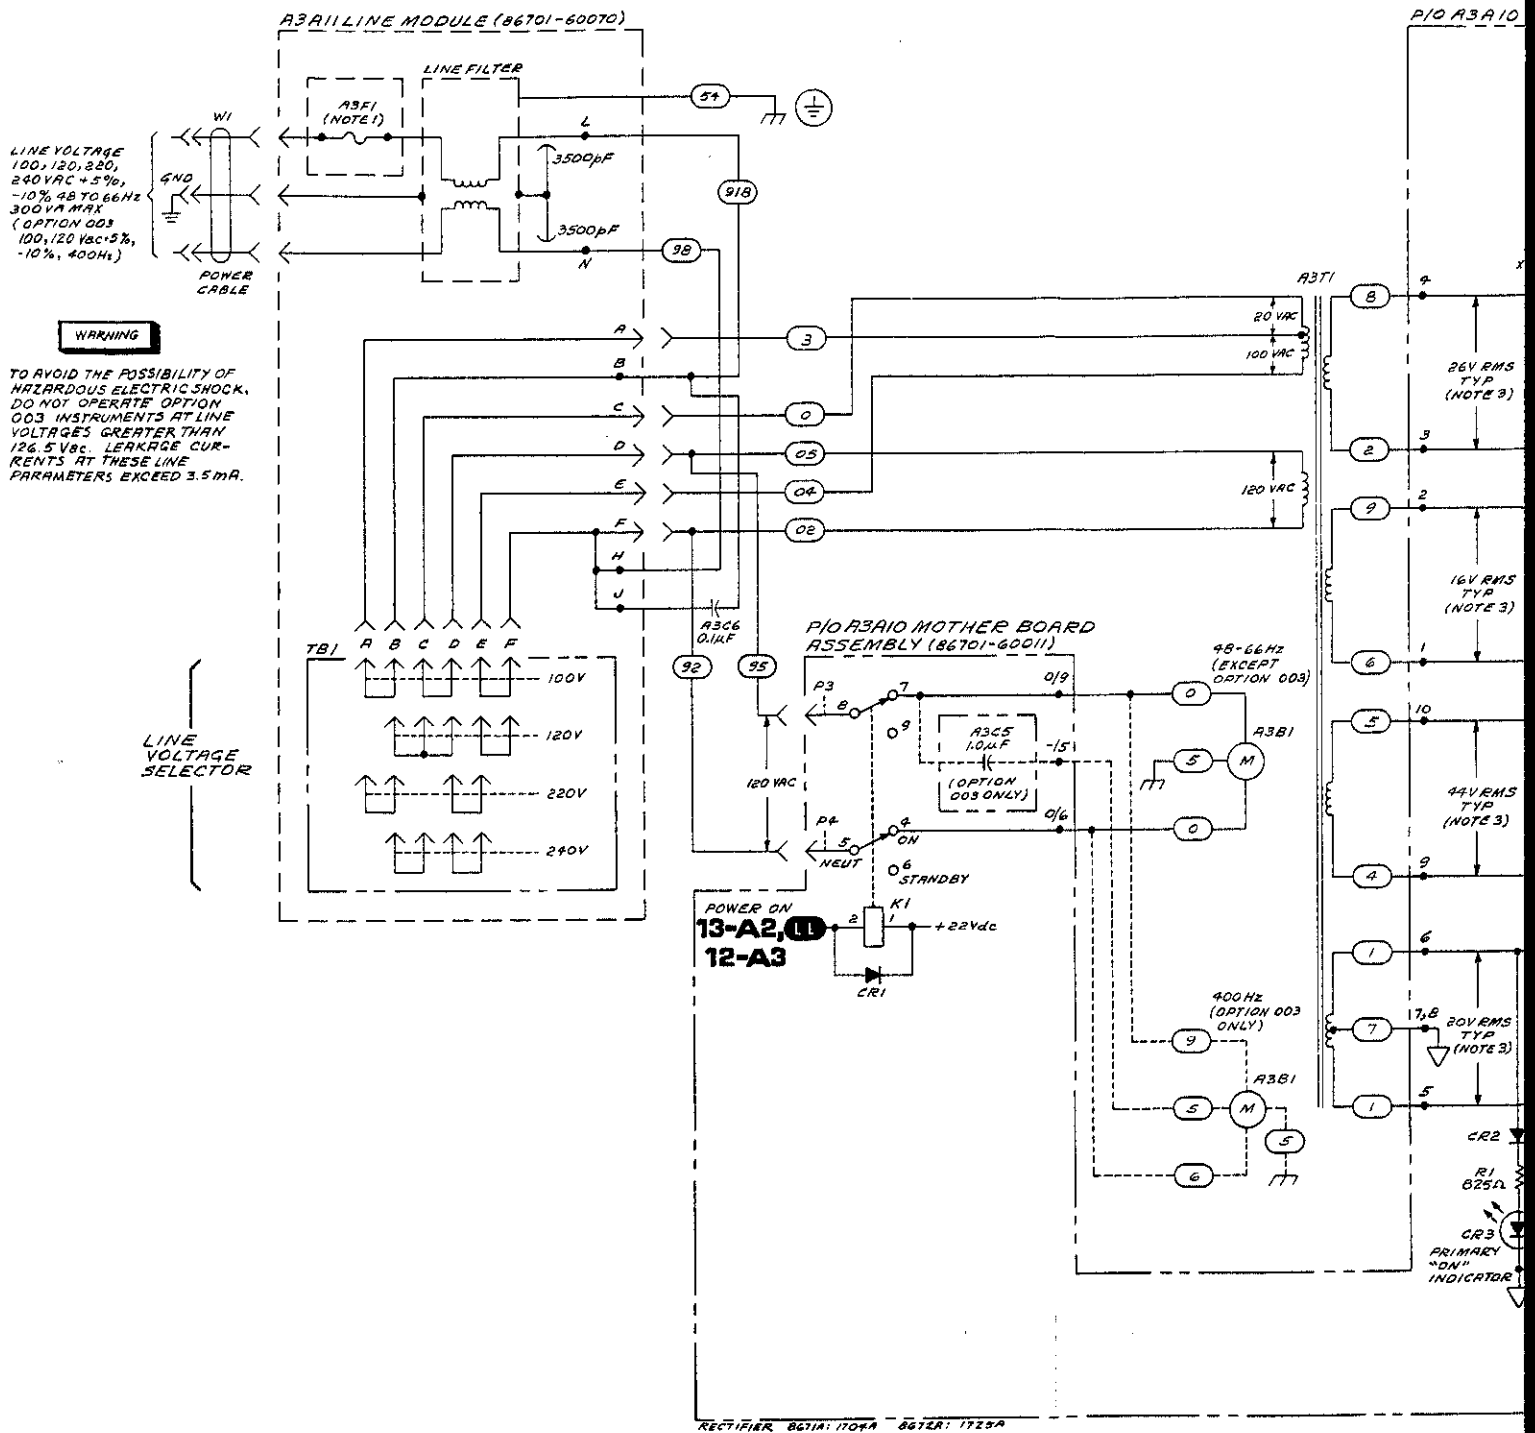 A3A11 LINE MODULE (86701-60070)
P/O A3A10
LINE FILTER
A3F1
(NOTE 1)
54
W1
L
3500pF
LINE VOLTAGE
100, 120, 220,
240 VAC +5%,
-10% 48 TO 66Hz
300 VA MAX
(OPTION 003
100, 120 Vac+5%,
-10%, 400Hz)
GND
918
3500pF
98
N
POWER
CABLE
WARNING
TO AVOID THE POSSIBILITY OF
HAZARDOUS ELECTRIC SHOCK,
DO NOT OPERATE OPTION
003 INSTRUMENTS AT LINE
VOLTAGES GREATER THAN
126.5 Vac. LEAKAGE CUR-
RENTS AT THESE LINE
PARAMETERS EXCEED 3.5mA.
A3T1
X
8
4
A
3
20 VAC
100 VAC
B
26V RMS
TYP
(NOTE 3)
C
0
D
05
2
3
E
04
120 VAC
9
2
F
02
H
J
A3C6
0.1µF
16V RMS
TYP
(NOTE 3)
6
1
P/O A3A10 MOTHER BOARD
ASSEMBLY (86701-60011)
TB1
A B C D E F
100V
120V
220V
240V
LINE
VOLTAGE
SELECTOR
92
95
P3
8
7
9
0/9
0
48-66Hz
(EXCEPT
OPTION 003)
A3B1
M
5
5
10
A3C5
1.0µF
(OPTION
003 ONLY)
-15
120 VAC
44V RMS
TYP
(NOTE 3)
P4
5
4
ON
NEUT
0/6
0
4
9
6
STANDBY
POWER ON
13-A2, LL
12-A3
2
K1
1
+22Vdc
CR1
1
6
400Hz
(OPTION 003
ONLY)
7
7,8
20V RMS
TYP
(NOTE 3)
9
A3B1
5
M
5
6
1
5
CR2
R1
825Ω
CR3
PRIMARY
"ON"
INDICATOR
RECTIFIER 8671A: 1704A 8672A: 1725A